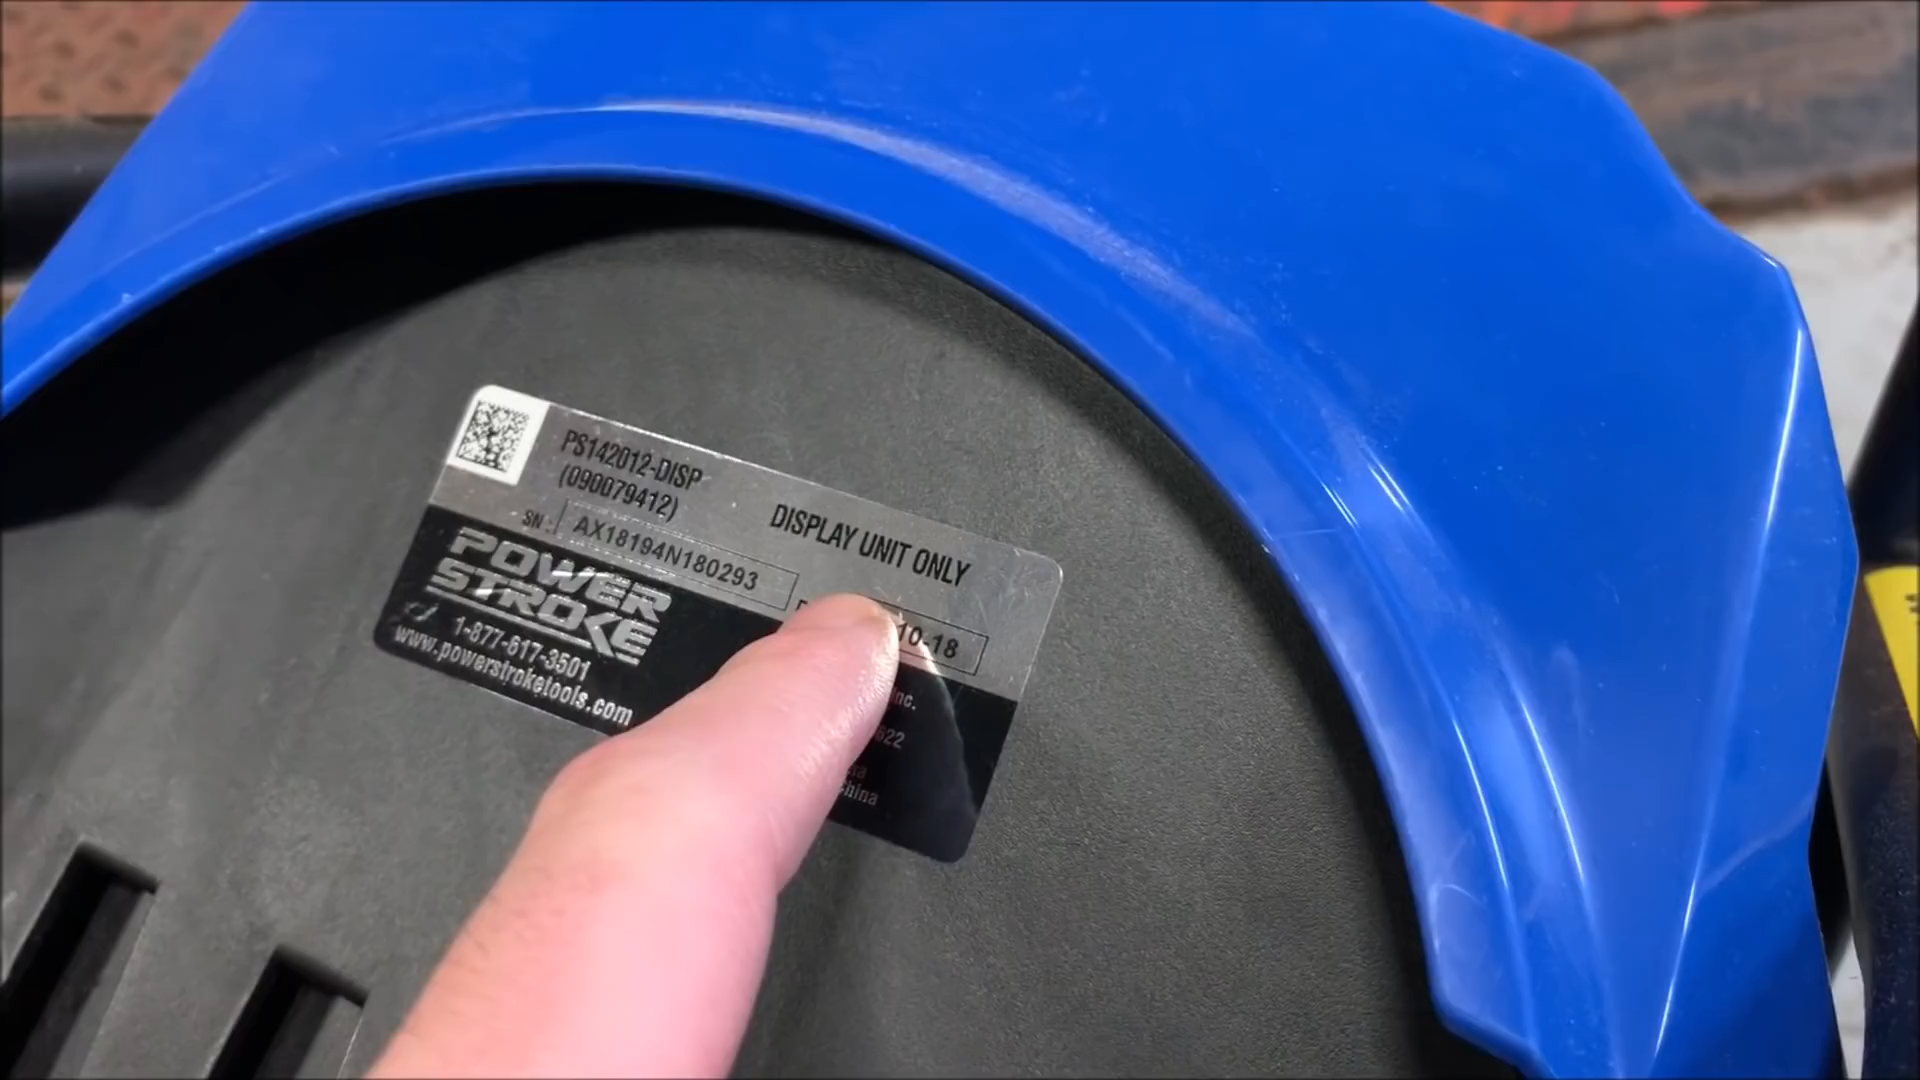 PS142012-DISP
(090079412)
DISPLAY UNIT ONLY
SN: AX18194N180293
10-18
POWER
STROKE
1-877-617-3501
www.powerstroketools.com
Inc.
622
China